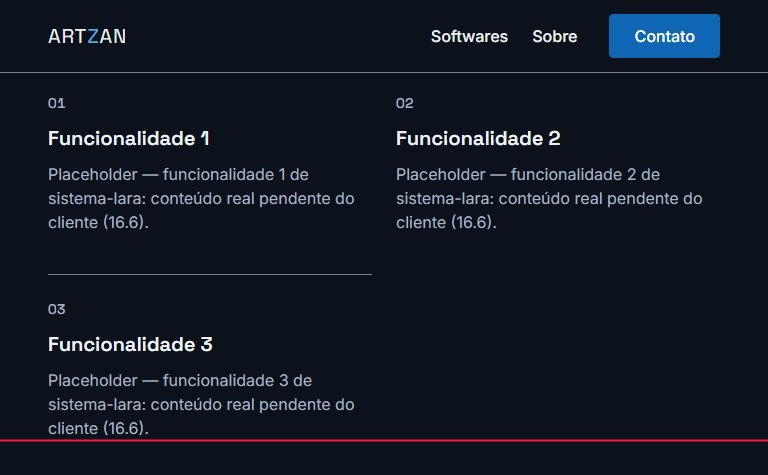 ARTZAN
Softwares
Sobre
Contato
01
Funcionalidade 1
Placeholder — funcionalidade 1 de
sistema-lara: conteúdo real pendente do
cliente (16.6).
02
Funcionalidade 2
Placeholder — funcionalidade 2 de
sistema-lara: conteúdo real pendente do
cliente (16.6).
03
Funcionalidade 3
Placeholder — funcionalidade 3 de
sistema-lara: conteúdo real pendente do
cliente (16.6).